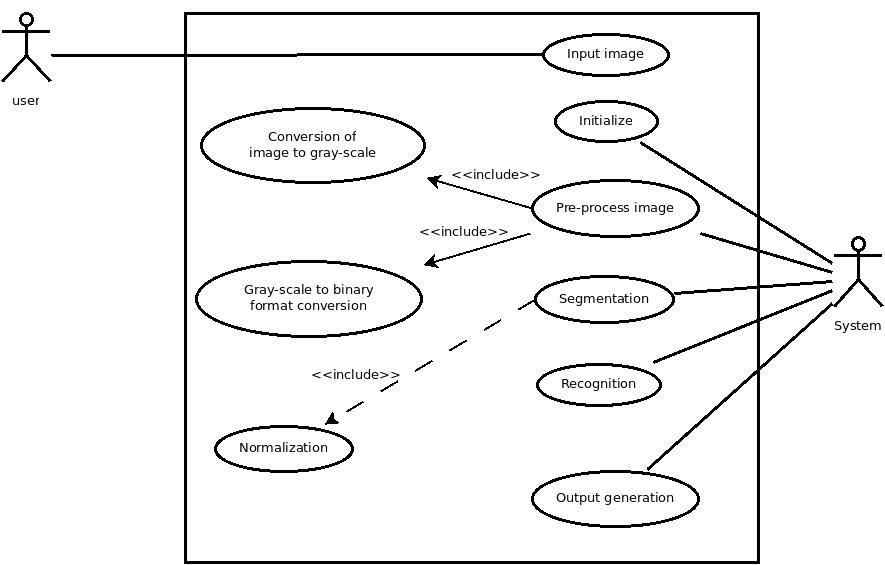 Input image
user
Initialize
Conversion of
image to gray-scale
<<include>>
Pre-process image
<<include>>
Gray-scale to binary
format conversion
Segmentation
System
<<include>>
Recognition
Normalization
Output generation